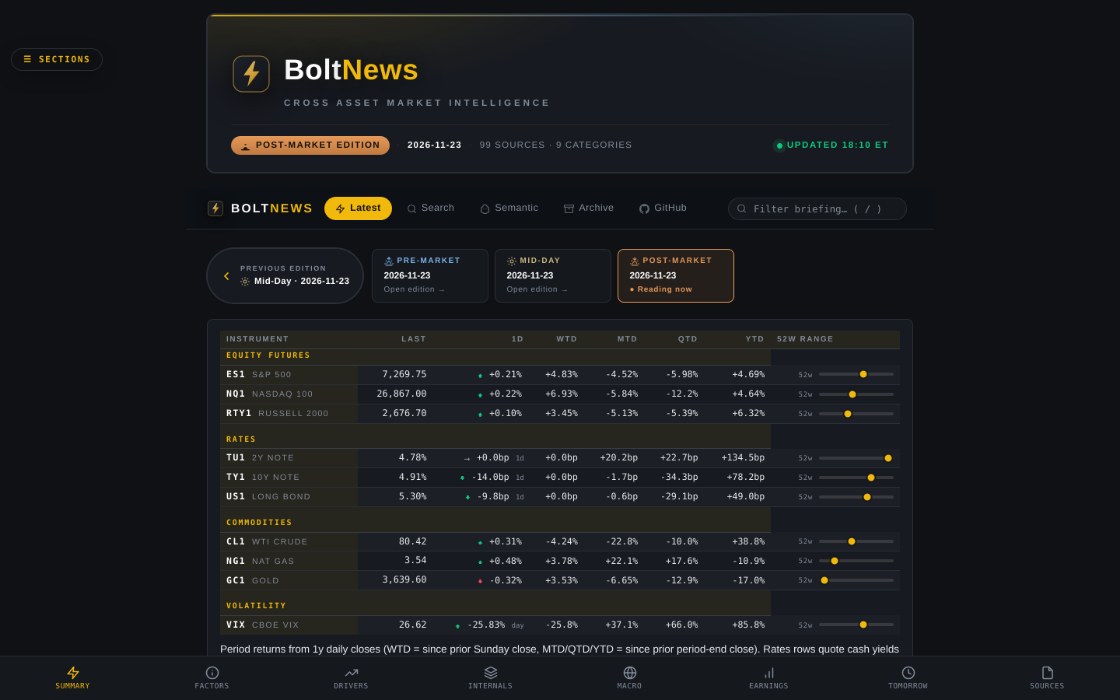 ☰ SECTIONS
BoltNews
CROSS ASSET MARKET INTELLIGENCE
POST-MARKET EDITION · 2026-11-23 · 99 SOURCES · 9 CATEGORIES
UPDATED 18:10 ET
BOLTNEWS Latest Search Semantic Archive GitHub Filter briefing… ( / )
PREVIOUS EDITION
Mid-Day · 2026-11-23
PRE-MARKET
2026-11-23
Open edition →
MID-DAY
2026-11-23
Open edition →
POST-MARKET
2026-11-23
● Reading now
INSTRUMENT LAST 1D WTD MTD QTD YTD 52W RANGE
EQUITY FUTURES
ES1 S&P 500 7,269.75 +0.21% +4.83% -4.52% -5.98% +4.69% 52w
NQ1 NASDAQ 100 26,867.00 +0.22% +6.93% -5.84% -12.2% +4.64% 52w
RTY1 RUSSELL 2000 2,676.70 +0.10% +3.45% -5.13% -5.39% +6.32% 52w
RATES
TU1 2Y NOTE 4.78% → +0.0bp 1d +0.0bp +20.2bp +22.7bp +134.5bp 52w
TY1 10Y NOTE 4.91% -14.0bp 1d +0.0bp -1.7bp -34.3bp +78.2bp 52w
US1 LONG BOND 5.30% -9.8bp 1d +0.0bp -0.6bp -29.1bp +49.0bp 52w
COMMODITIES
CL1 WTI CRUDE 80.42 +0.31% -4.24% -22.8% -10.0% +38.8% 52w
NG1 NAT GAS 3.54 +0.48% +3.78% +22.1% +17.6% -10.9% 52w
GC1 GOLD 3,639.60 -0.32% +3.53% -6.65% -12.9% -17.0% 52w
VOLATILITY
VIX CBOE VIX 26.62 -25.83% day -25.8% +37.1% +66.0% +85.8% 52w
Period returns from 1y daily closes (WTD = since prior Sunday close, MTD/QTD/YTD = since prior period-end close). Rates rows quote cash yields
SUMMARY FACTORS DRIVERS INTERNALS MACRO EARNINGS TOMORROW SOURCES